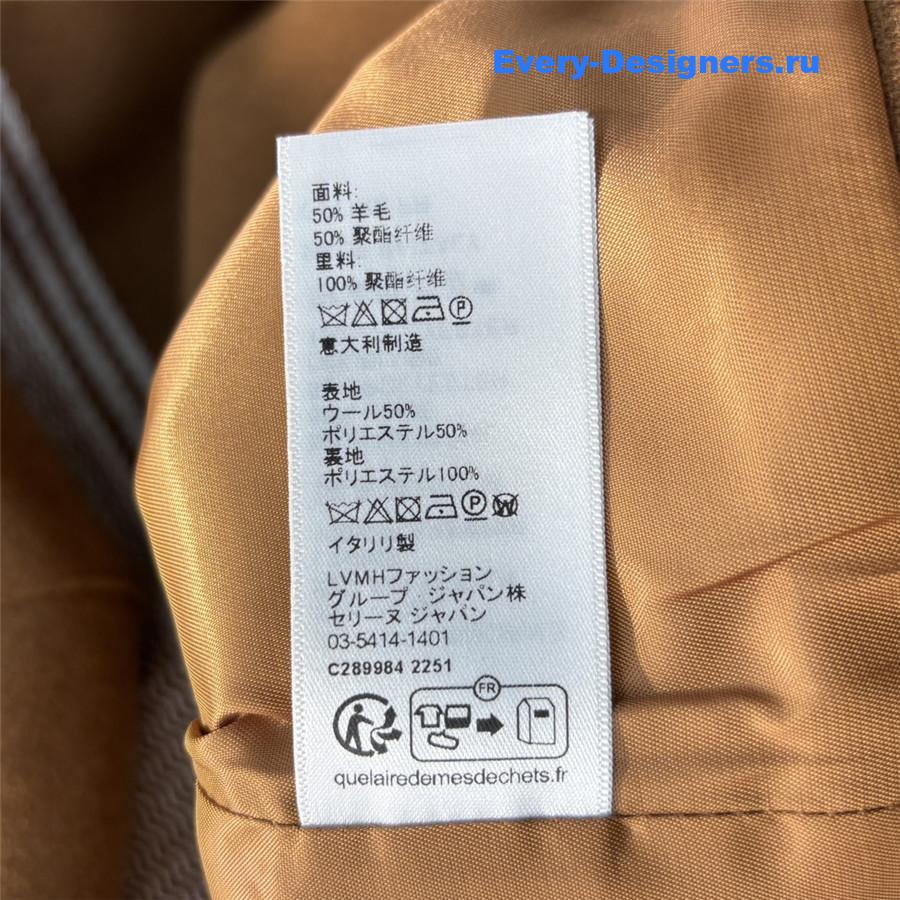 Every-Designers.ru
面料:
50% 羊毛
50% 聚酯纤维
里料:
100% 聚酯纤维
P
意大利制造
表地
ウール50%
ポリエステル50%
裏地
ポリエステル100%
P W
イタリリ製
LVMHファッション
グループ ジャバン株
セリーヌ ジャバン
03-5414-1401
C289984 2251
FR
quelairedemesdechets.fr